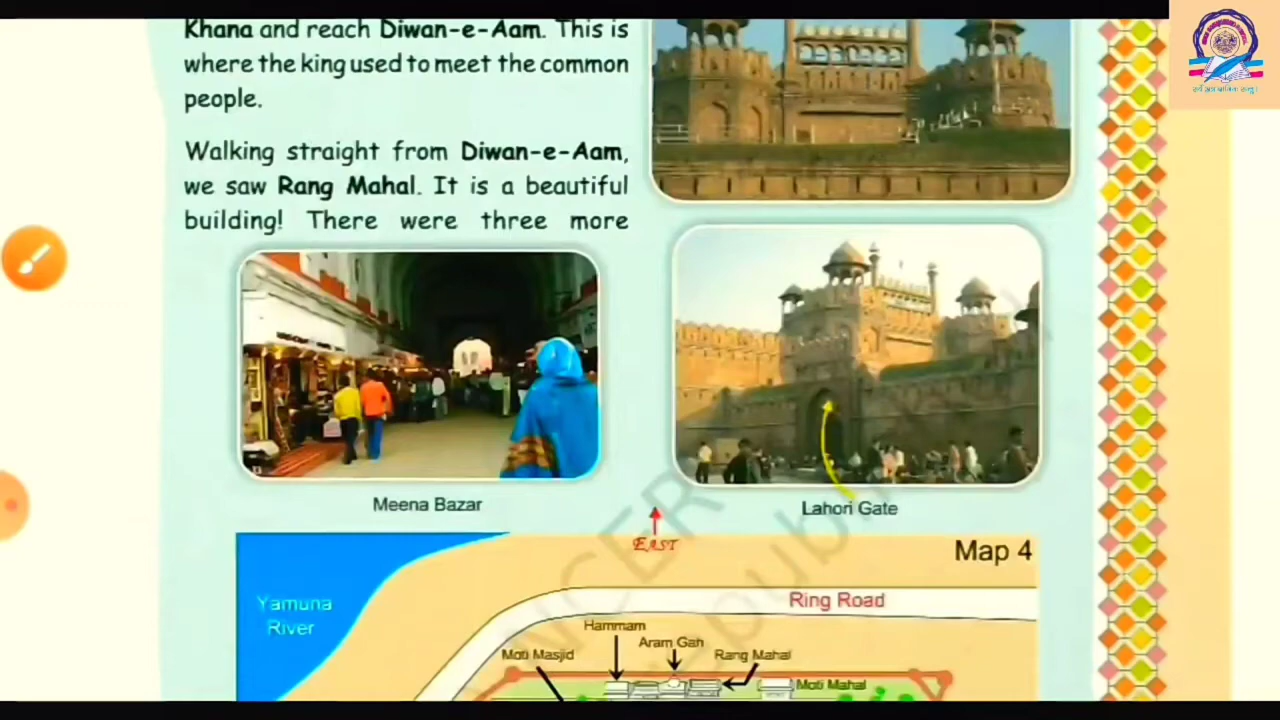 Khana and reach Diwan-e-Aam. This is
where the king used to meet the common
people.
Walking straight from Diwan-e-Aam,
we saw Rang Mahal. It is a beautiful
building! There were three more
Meena Bazar
Lahori Gate
EAST
Map 4
Yamuna
River
Ring Road
Hammam
Aram Gah
Moti Masjid
Rang Mahal
Moti Mahal